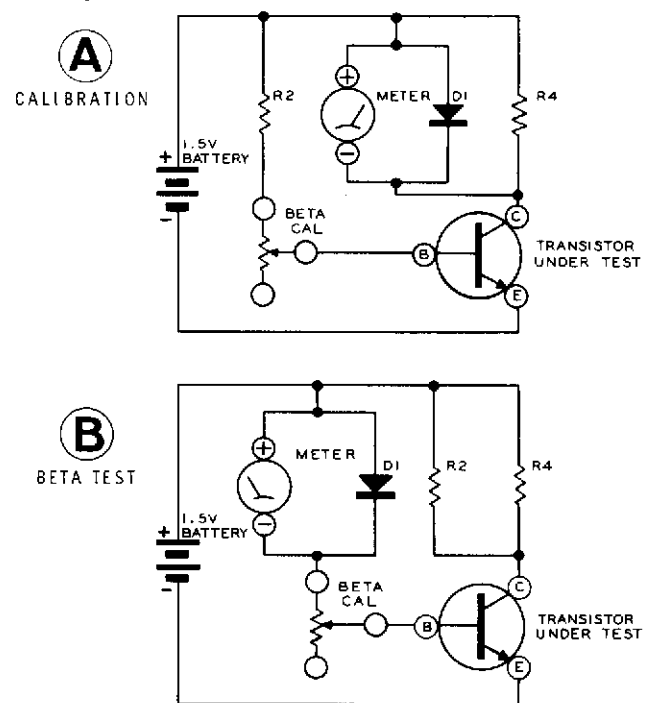 A
CALIBRATION
+
1.5V
BATTERY
-
R2
+
METER
D1
-
R4
BETA
CAL
B
C
E
TRANSISTOR
UNDER TEST
B
BETA TEST
+
1.5V
BATTERY
-
+
METER
D1
-
R2
R4
BETA
CAL
B
C
E
TRANSISTOR
UNDER TEST